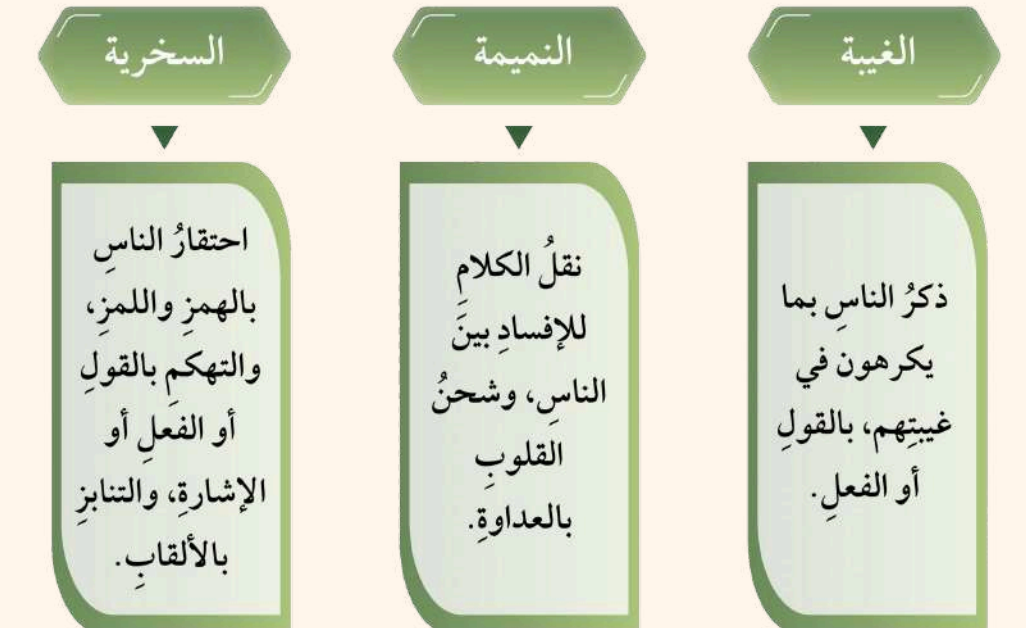 الغيبة
ذكرُ الناسِ بما
يكرهون في
غيبتِهم، بالقولِ
أو الفعلِ.
النميمة
نقلُ الكلامِ
للإفسادِ بينَ
الناسِ، وشحنُ
القلوبِ
بالعداوةِ.
السخرية
احتقارُ الناسِ
بالهمزِ واللمزِ،
والتهكمِ بالقولِ
أو الفعلِ أو
الإشارةِ، والتنابزِ
بالألقابِ.